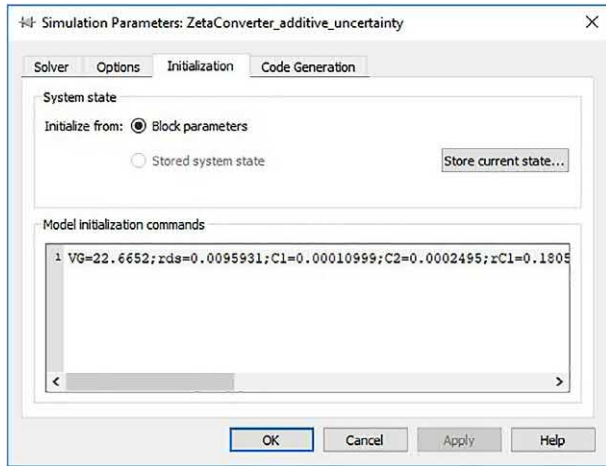 Simulation Parameters: ZetaConverter_additive_uncertainty
Solver Options Initialization Code Generation
System state
Initialize from: Block parameters
Stored system state Store current state...
Model initialization commands
1 VG=22.6652;rds=0.0095931;C1=0.00010999;C2=0.0002495;rC1=0.1805
OK Cancel Apply Help